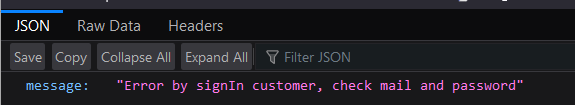 JSON Raw Data Headers
Save Copy Collapse All Expand All Filter JSON
message: "Error by signIn customer, check mail and password"